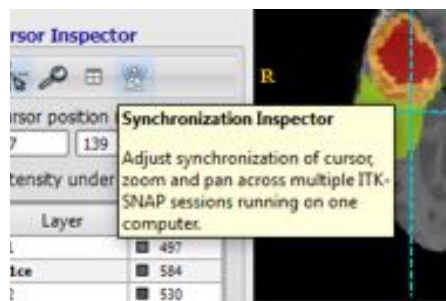 rsor Inspector
R
rsor position
Synchronization Inspector
7
139
Adjust synchronization of cursor,
tensity under
zoom and pan across multiple ITK-
SNAP sessions running on one
computer.
Layer
1
497
ice
584
2
530